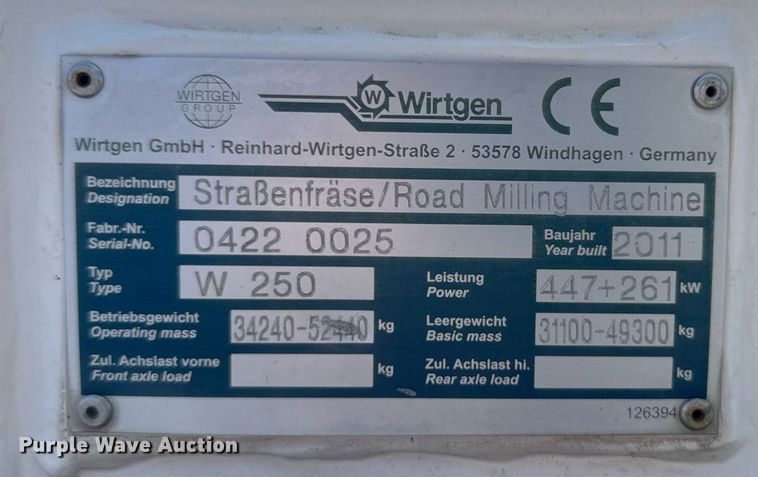 WIRTGEN
GROUP
W Wirtgen CE
Wirtgen GmbH · Reinhard-Wirtgen-Straße 2 · 53578 Windhagen · Germany
Bezeichnung
Designation
Straßenfräse/Road Milling Machine
Fabr.-Nr.
Serial-No.
0422 0025
Baujahr
Year built
2011
Typ
Type
W 250
Leistung
Power
447+261 kW
Betriebsgewicht
Operating mass
34240-52440 kg
Leergewicht
Basic mass
31100-49300 kg
Zul. Achslast vorne
Front axle load
kg
Zul. Achslast hi.
Rear axle load
kg
126394
Purple Wave Auction